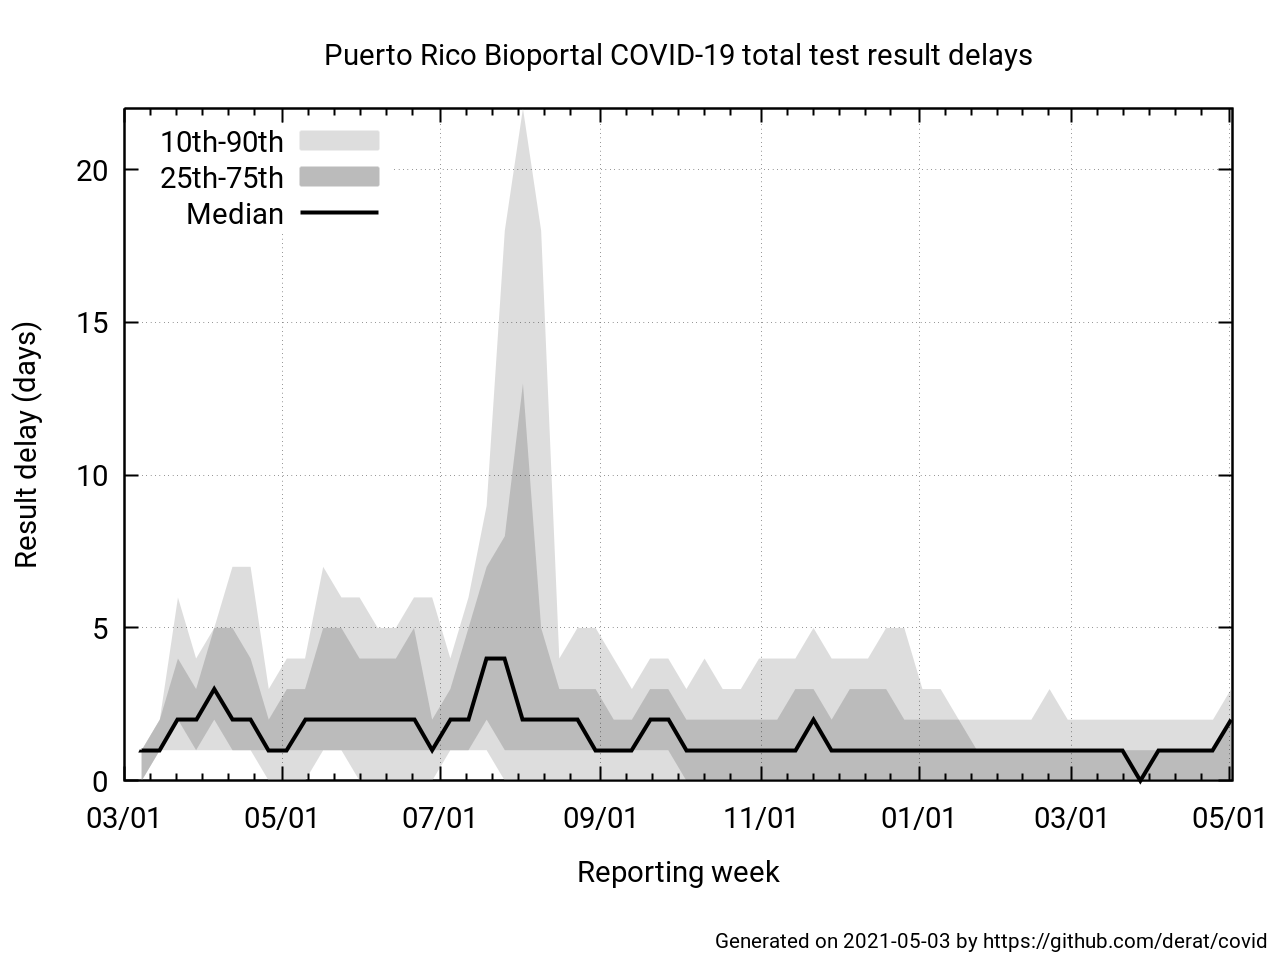 Puerto Rico Bioportal COVID-19 total test result delays
10th-90th
25th-75th
Median
20
15
10
5
0
Result delay (days)
03/01 05/01 07/01 09/01 11/01 01/01 03/01 05/01
Reporting week
Generated on 2021-05-03 by https://github.com/derat/covid